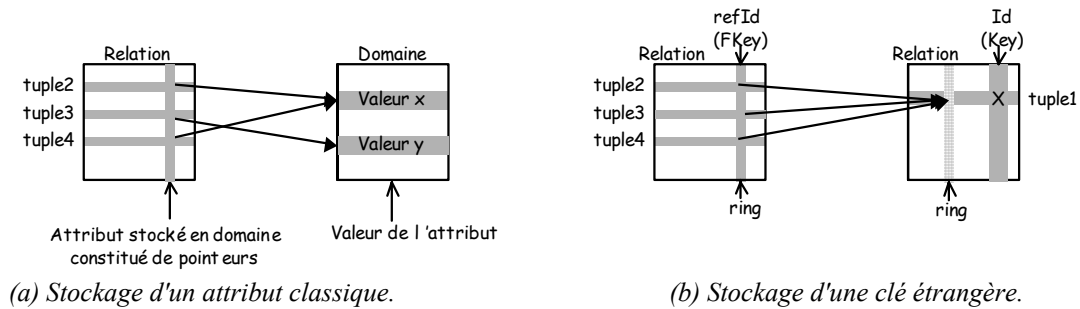 Relation
Domaine
tuple2
tuple3
tuple4
Valeur x
Valeur y
Attribut stocké en domaine
constitué de pointeurs
Valeur de l 'attribut
(a) Stockage d'un attribut classique.
refId
(FKey)
Id
(Key)
Relation
Relation
tuple2
tuple3
tuple4
X
tuple1
ring
ring
(b) Stockage d'une clé étrangère.